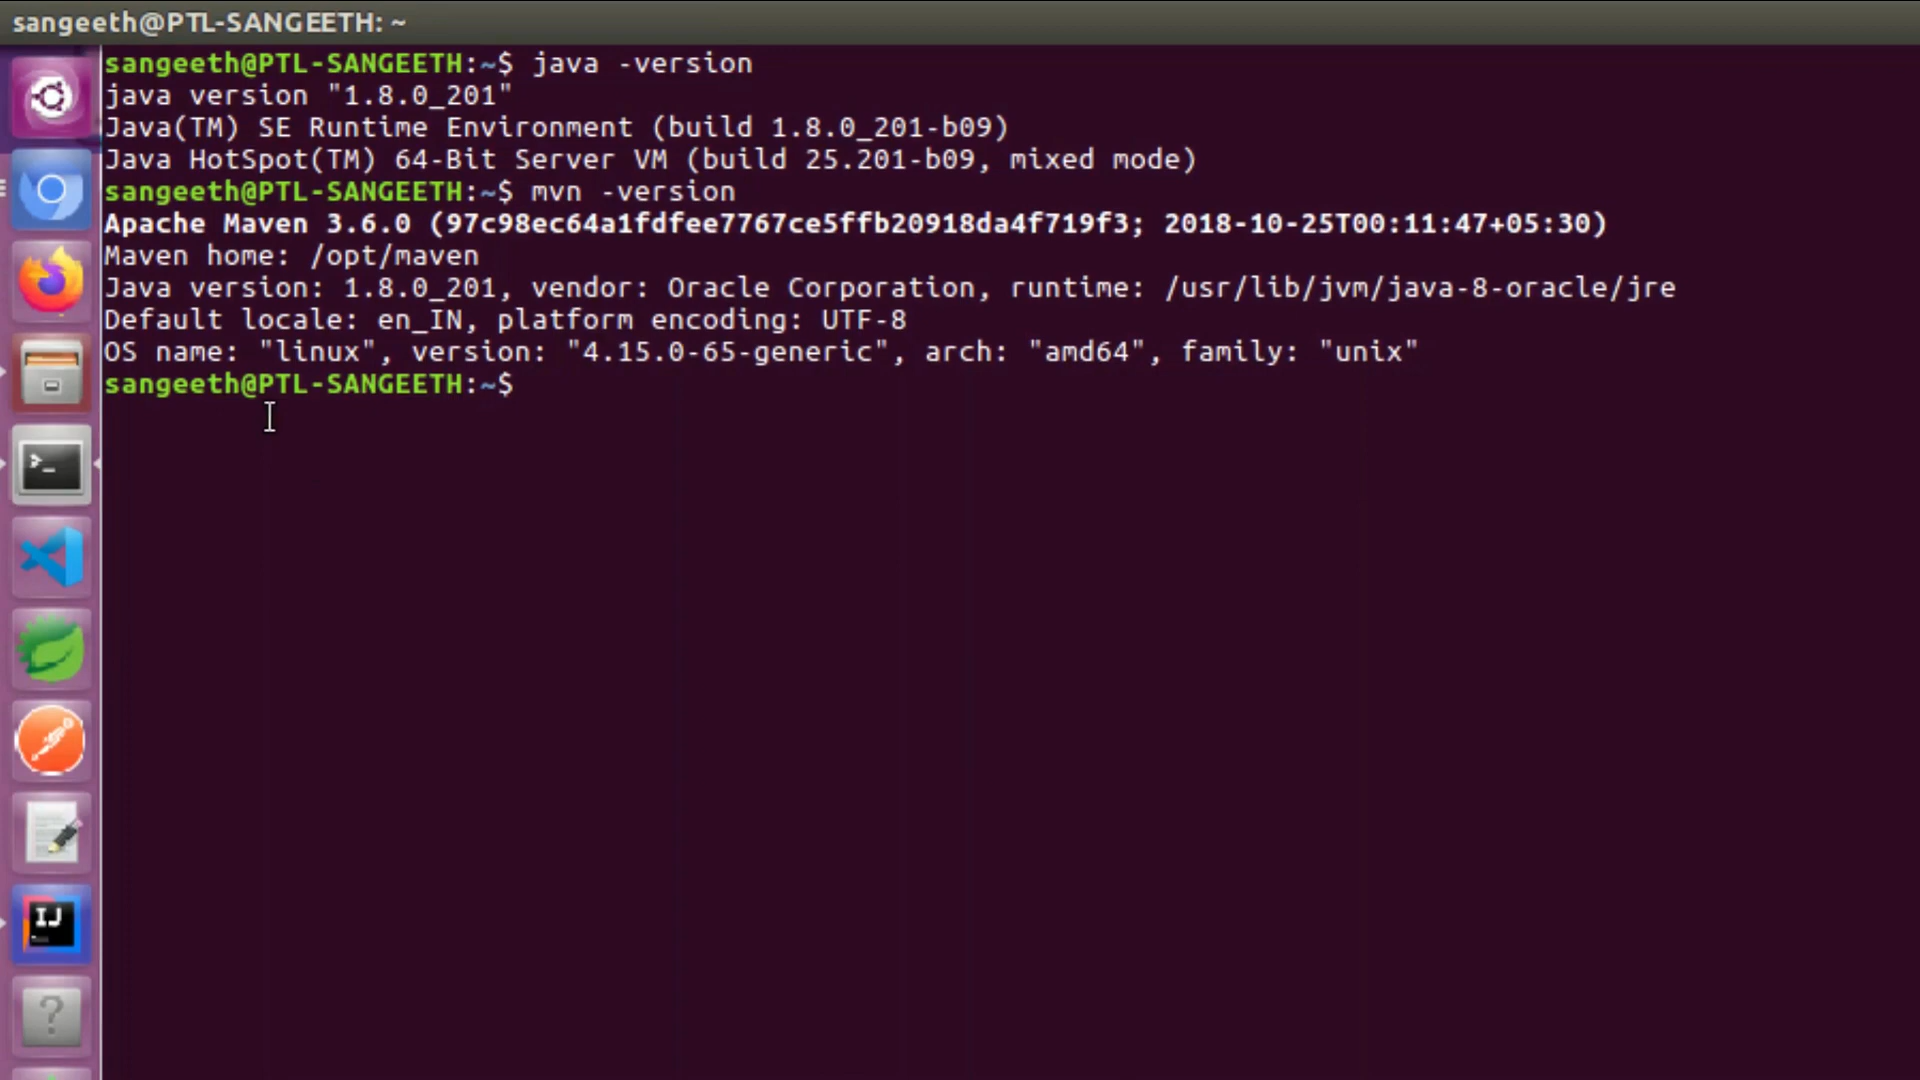 sangeeth@PTL-SANGEETH: ~
sangeeth@PTL-SANGEETH:~$ java -version
java version "1.8.0_201"
Java(TM) SE Runtime Environment (build 1.8.0_201-b09)
Java HotSpot(TM) 64-Bit Server VM (build 25.201-b09, mixed mode)
sangeeth@PTL-SANGEETH:~$ mvn -version
Apache Maven 3.6.0 (97c98ec64a1fdfee7767ce5ffb20918da4f719f3; 2018-10-25T00:11:47+05:30)
Maven home: /opt/maven
Java version: 1.8.0_201, vendor: Oracle Corporation, runtime: /usr/lib/jvm/java-8-oracle/jre
Default locale: en_IN, platform encoding: UTF-8
OS name: "linux", version: "4.15.0-65-generic", arch: "amd64", family: "unix"
sangeeth@PTL-SANGEETH:~$
>_
IJ
?